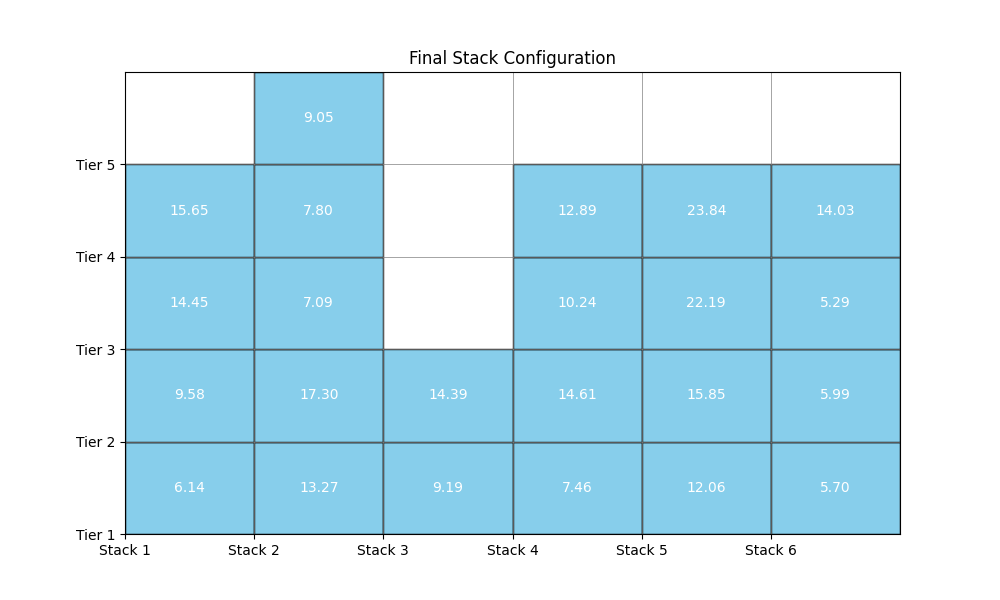 Final Stack Configuration
9.05
Tier 5
15.65 7.80 12.89 23.84 14.03
Tier 4
14.45 7.09 10.24 22.19 5.29
Tier 3
9.58 17.30 14.39 14.61 15.85 5.99
Tier 2
6.14 13.27 9.19 7.46 12.06 5.70
Tier 1
Stack 1 Stack 2 Stack 3 Stack 4 Stack 5 Stack 6